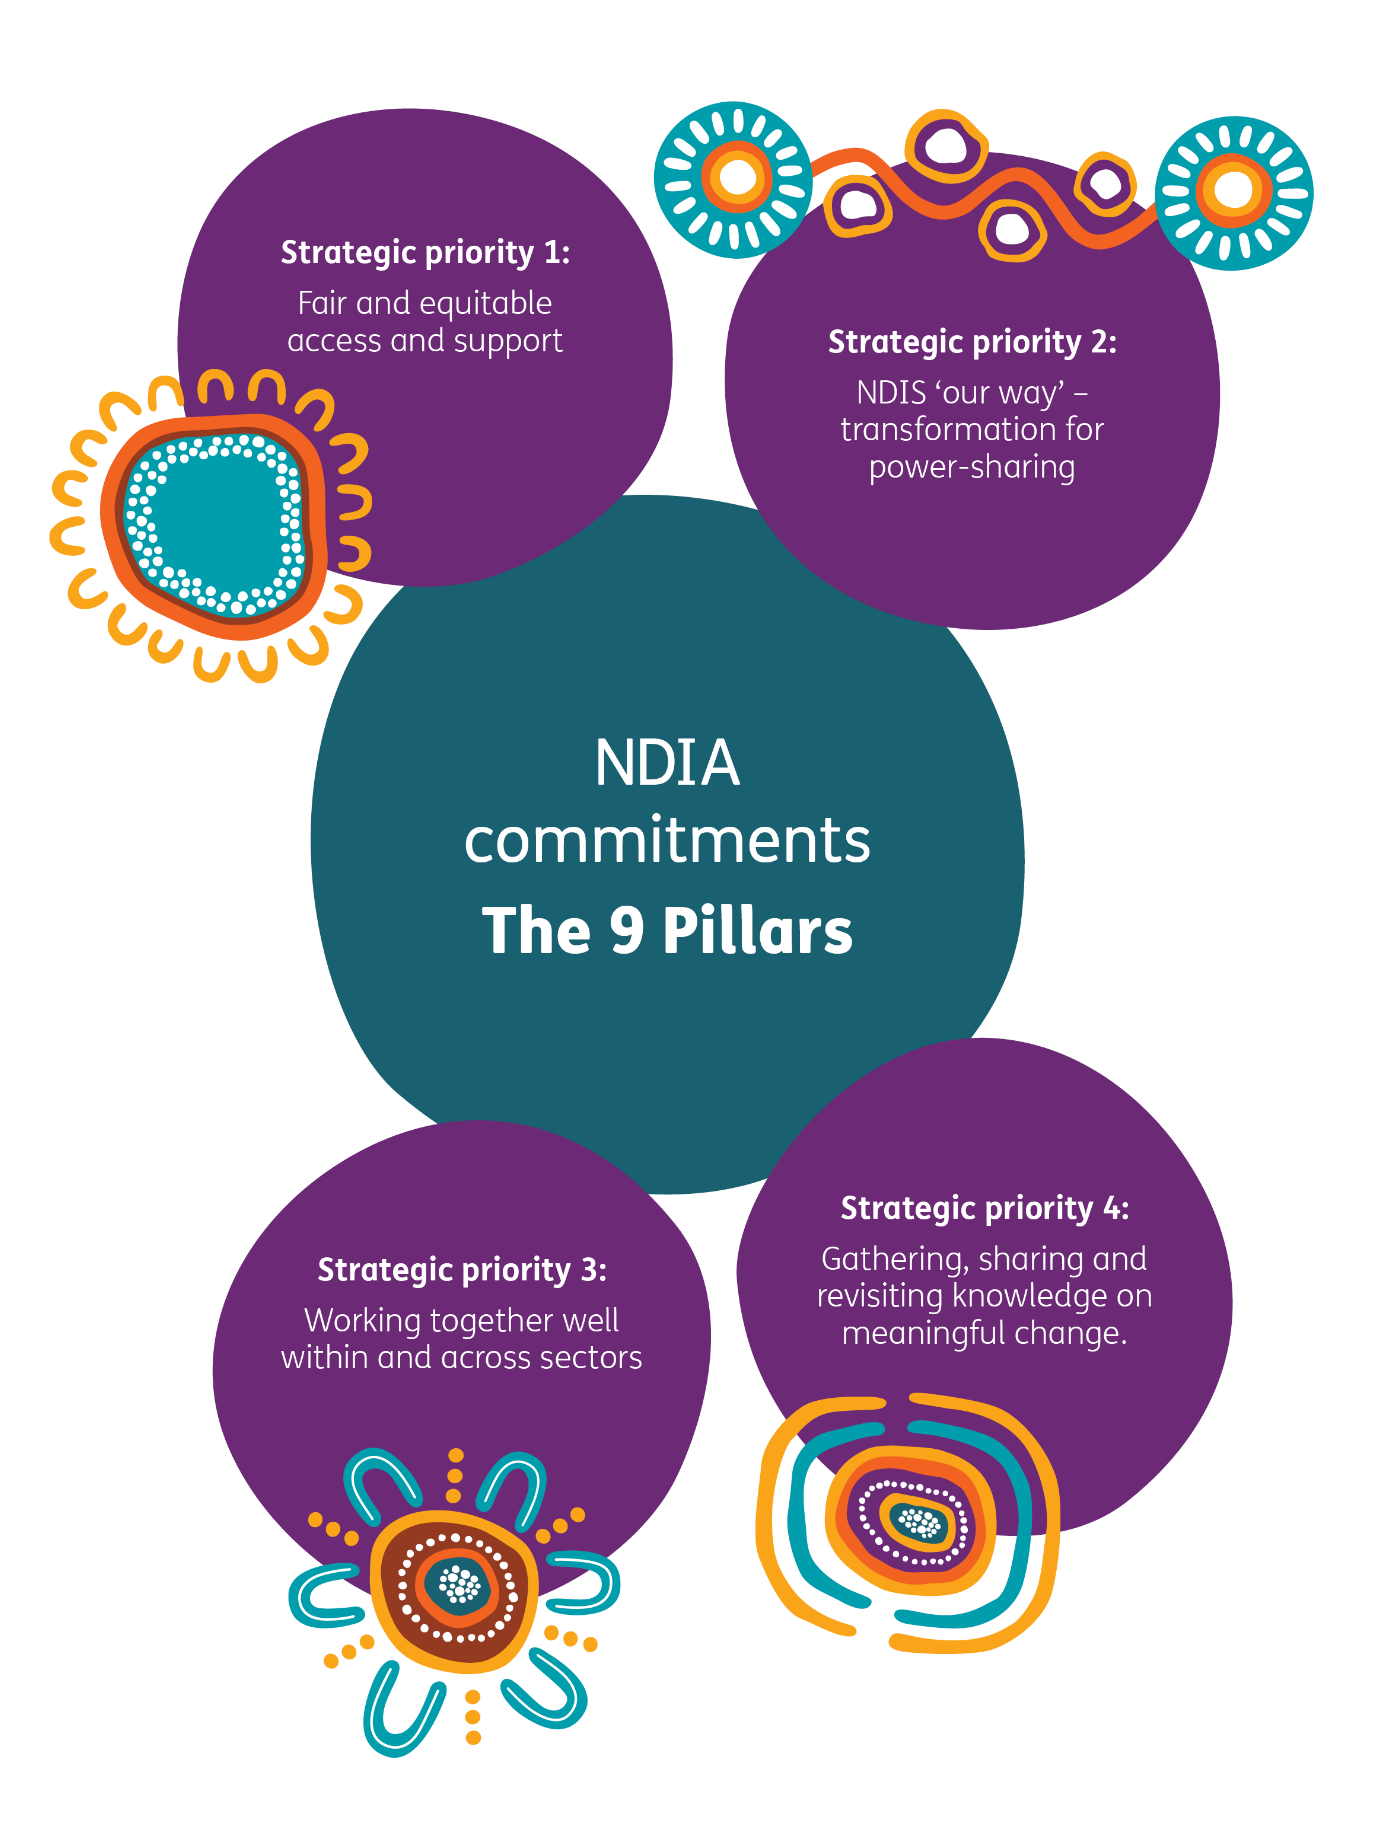 Strategic priority 1:
Fair and equitable
access and support
Strategic priority 2:
NDIS ‘our way’ –
transformation for
power-sharing
NDIA
commitments
The 9 Pillars
Strategic priority 3:
Working together well
within and across sectors
Strategic priority 4:
Gathering, sharing and
revisiting knowledge on
meaningful change.